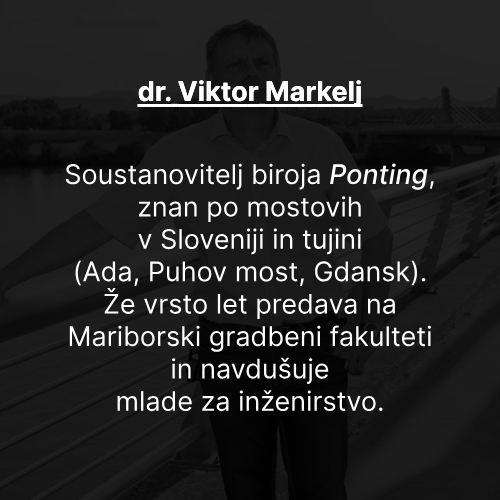 dr. Viktor Markelj
Soustanovitelj biroja Ponting,
znan po mostovih
v Sloveniji in tujini
(Ada, Puhov most, Gdansk).
Že vrsto let predava na
Mariborski gradbeni fakulteti
in navdušuje
mlade za inženirstvo.